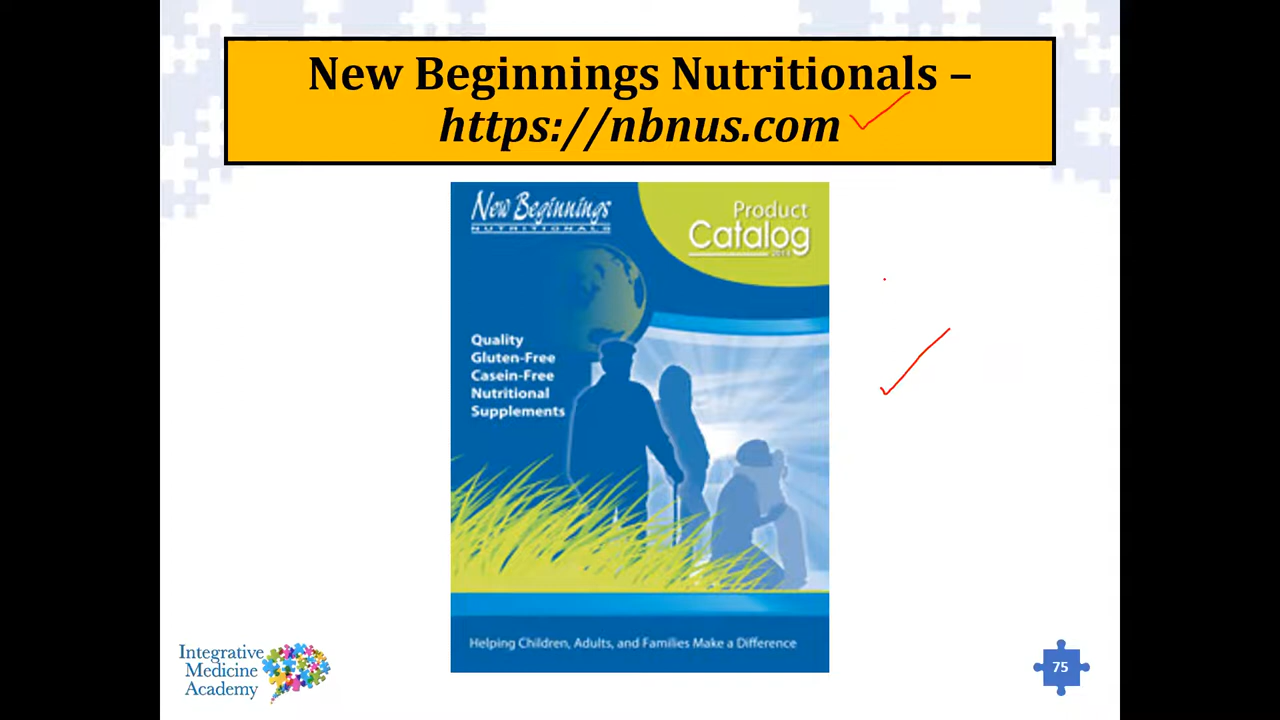 New Beginnings Nutritionals –
https://nbnus.com
New Beginnings
NUTRITIONALS
Product
Catalog
Quality
Gluten-Free
Casein-Free
Nutritional
Supplements
Helping Children, Adults, and Families Make a Difference
Integrative
Medicine
Academy
75